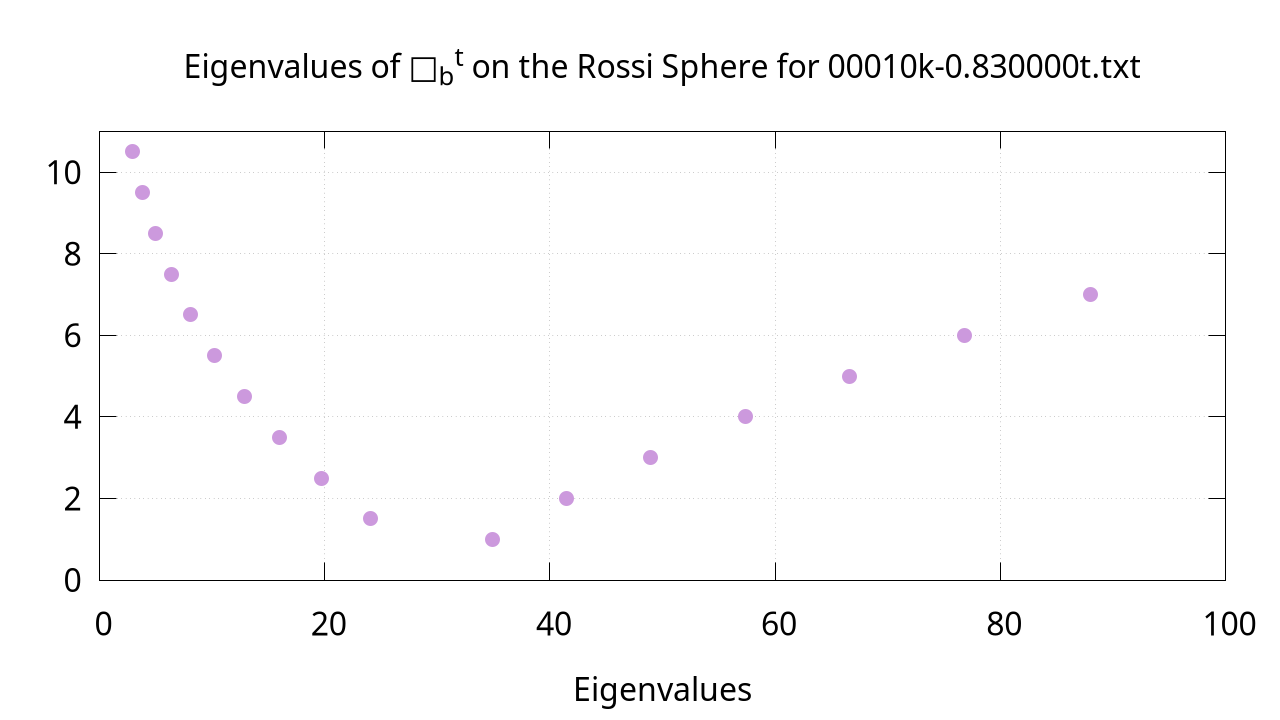 Eigenvalues of □_b^t on the Rossi Sphere for 00010k-0.830000t.txt
10
8
6
4
2
0
0 20 40 60 80 100
Eigenvalues